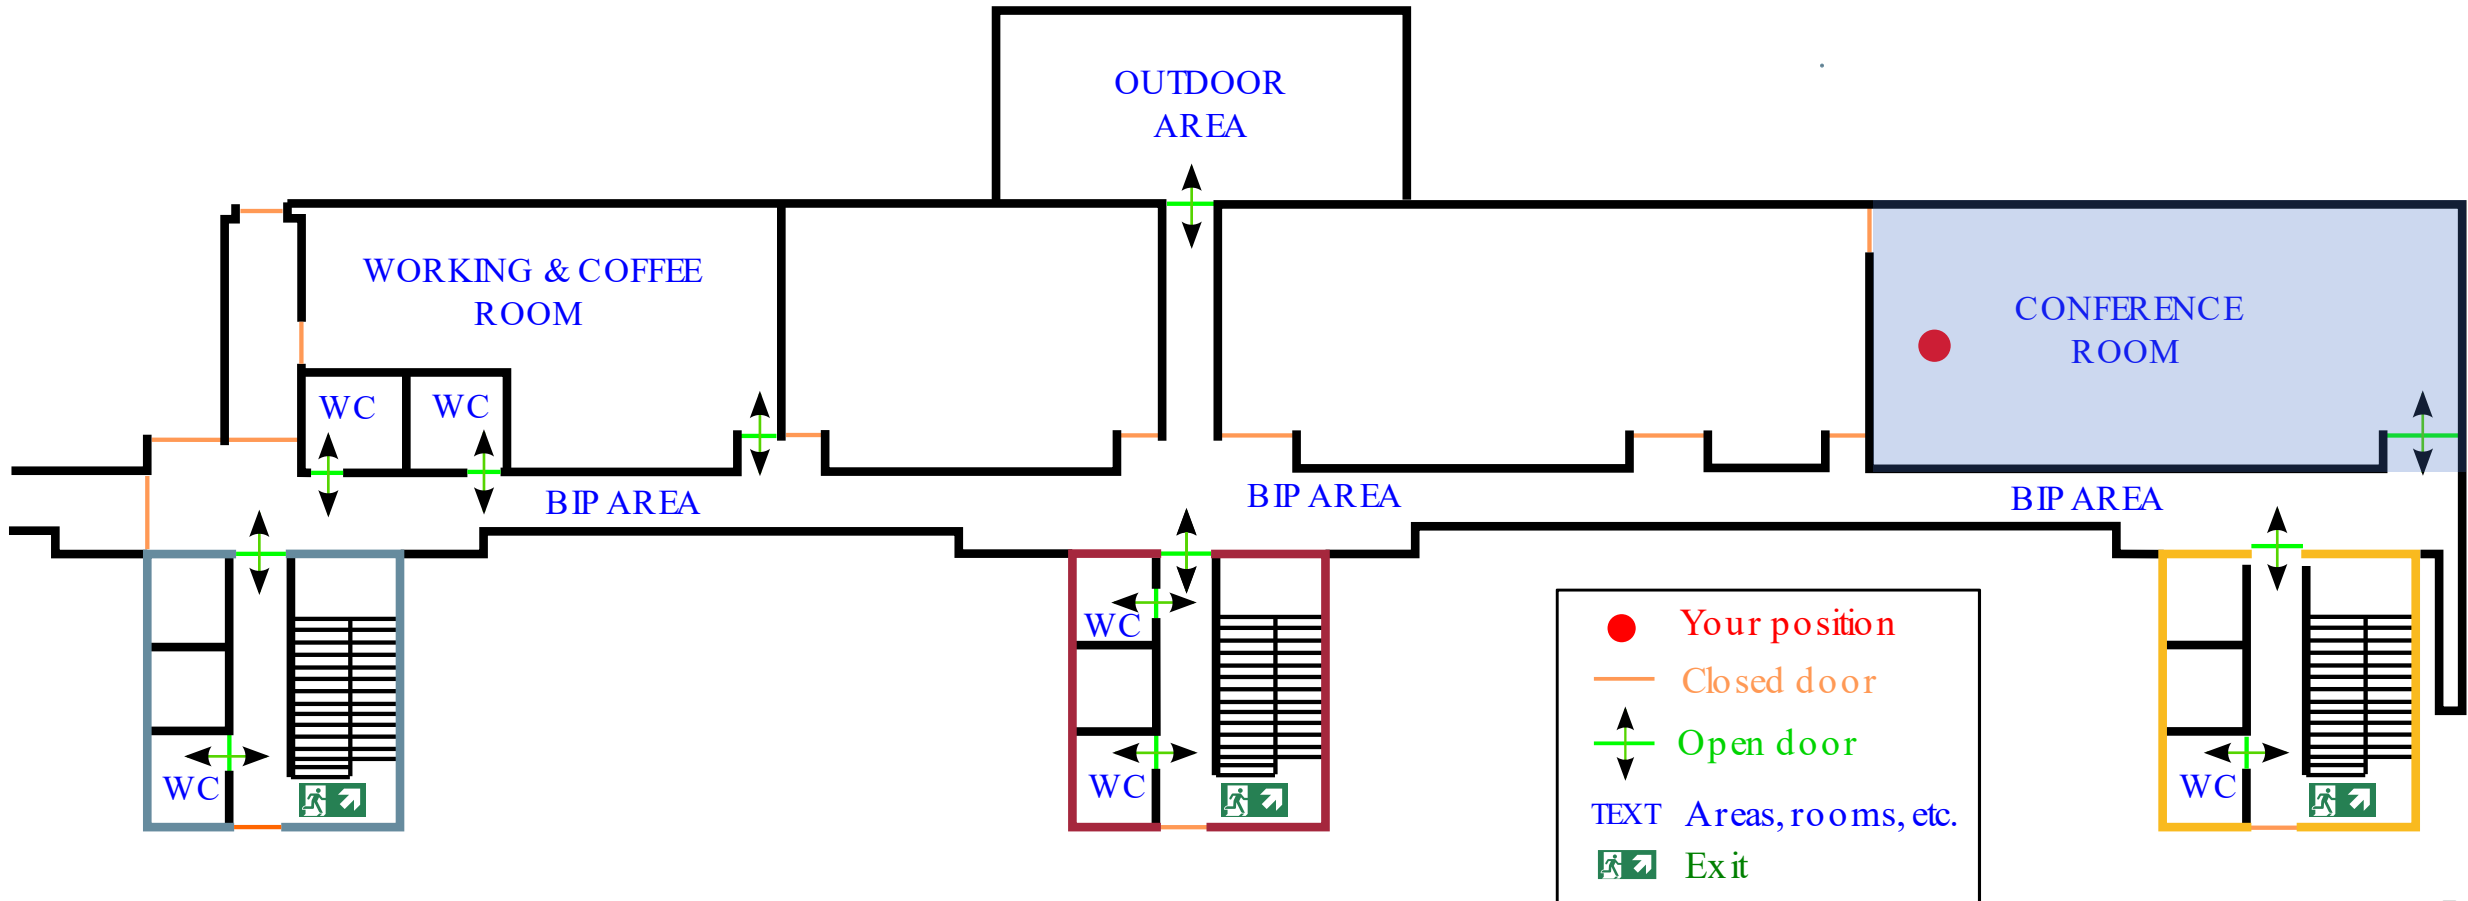 OUTDOOR
AREA
WORKING & COFFEE
ROOM
CONFERENCE
ROOM
WC
WC
BIP AREA
BIP AREA
BIP AREA
WC
WC
WC
WC
Your position
Closed door
Open door
TEXT Areas, rooms, etc.
Exit